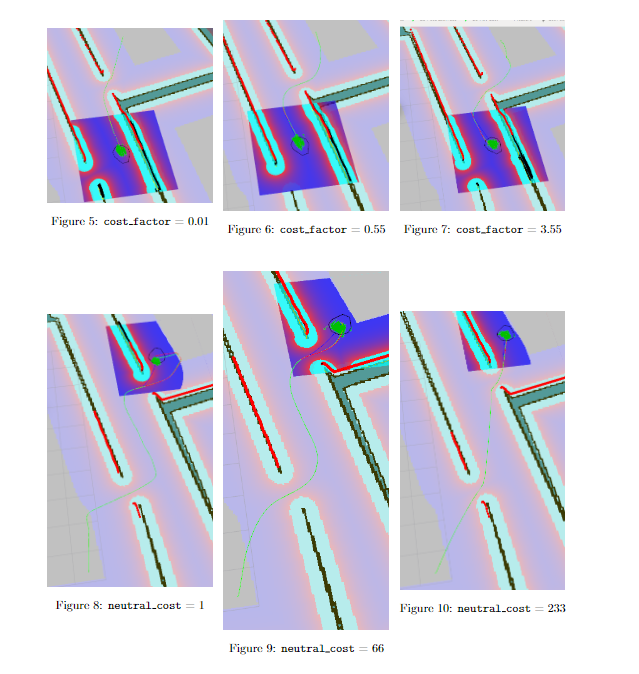 Figure 5: cost_factor = 0.01
Figure 6: cost_factor = 0.55
Figure 7: cost_factor = 3.55
Figure 8: neutral_cost = 1
Figure 9: neutral_cost = 66
Figure 10: neutral_cost = 233